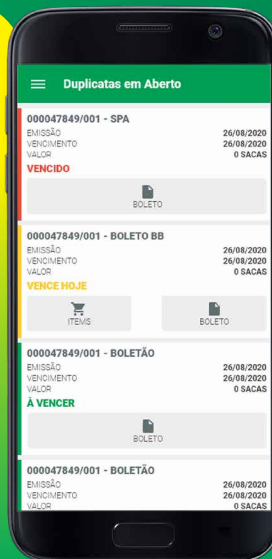 Duplicatas em Aberto
000047849/001 - SPA
EMISSÃO 26/08/2020
VENCIMENTO 26/08/2020
VALOR 0 SACAS
VENCIDO
BOLETO
000047849/001 - BOLETO BB
EMISSÃO 26/08/2020
VENCIMENTO 26/08/2020
VALOR 0 SACAS
VENCE HOJE
ITEMS BOLETO
000047849/001 - BOLETÃO
EMISSÃO 26/08/2020
VENCIMENTO 26/08/2020
VALOR 0 SACAS
À VENCER
BOLETO
000047849/001 - BOLETÃO
EMISSÃO 26/08/2020
VENCIMENTO 26/08/2020
VALOR 0 SACAS